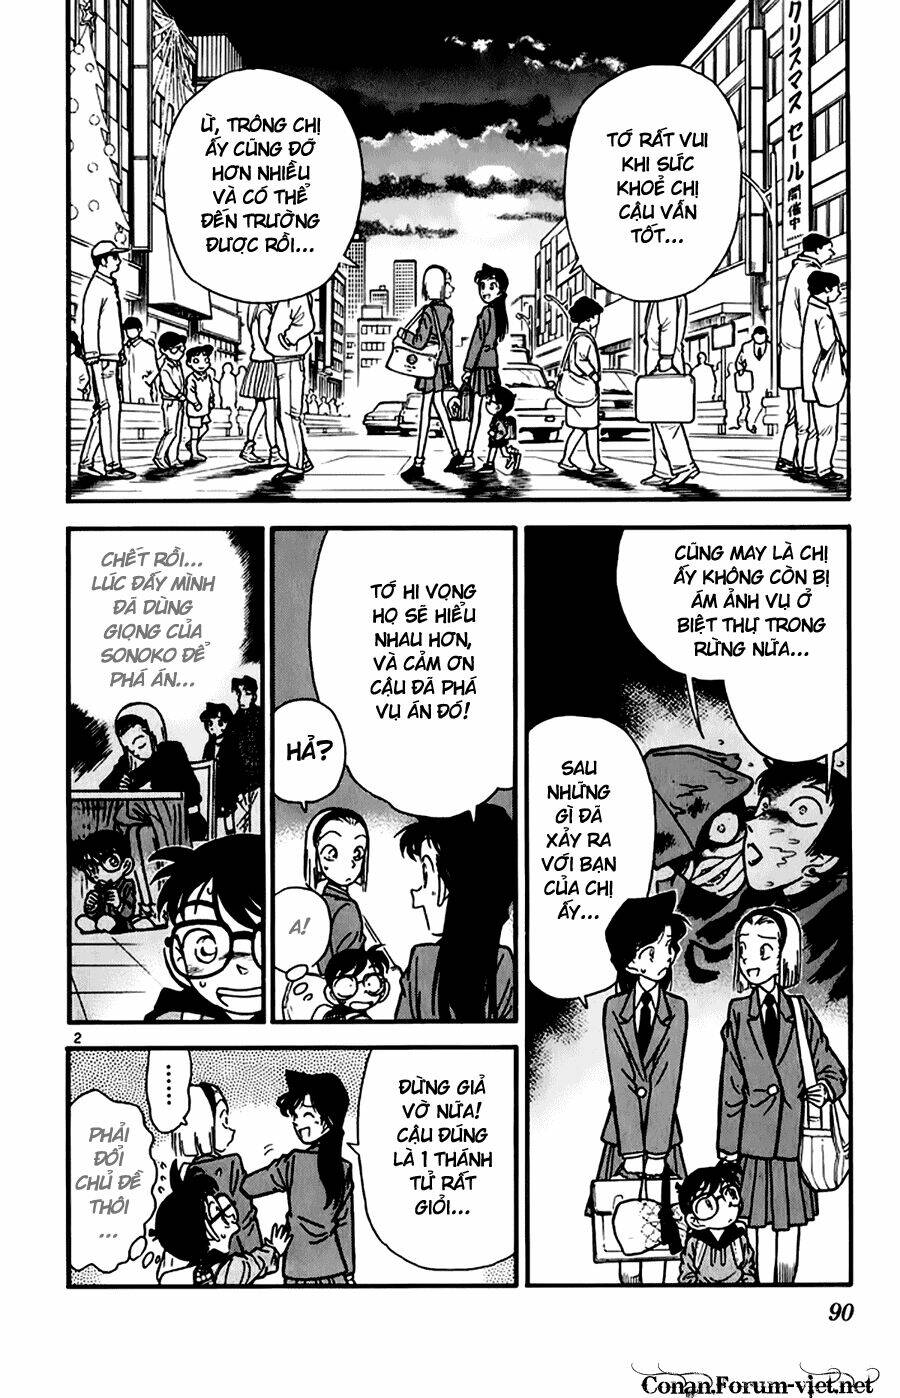 クリスマス セール 開催中
TỚ RẤT VUI
KHI SỨC
KHOẺ CHỊ
CẬU VẪN
TỐT...
Ừ, TRÔNG CHỊ
ẤY CŨNG ĐỠ
HƠN NHIỀU
VÀ CÓ THỂ
ĐẾN TRƯỜNG
ĐƯỢC RỒI...
CŨNG MAY LÀ CHỊ
ẤY KHÔNG CÒN BỊ
ÁM ẢNH VỤ Ở
BIỆT THỰ TRONG
RỪNG NỮA...
SAU
NHỮNG
GÌ ĐÃ
XẢY RA
VỚI BẠN
CỦA CHỊ
ẤY...
TỚ HI VỌNG
HỌ SẼ HIỂU
NHAU HƠN,
VÀ CẢM ƠN
CẬU ĐÃ PHÁ
VỤ ÁN ĐÓ!
HẢ?
A!
CHẾT RỒI...
LÚC ĐẤY MÌNH
ĐÃ DÙNG
GIỌNG CỦA
SONOKO ĐỂ
PHÁ ÁN...
2
ĐỪNG GIẢ
VỜ NỮA!
CẬU ĐÚNG
LÀ 1 THÁNH
TỬ RẤT
GIỎI...
......
PHẢI
ĐỔI
CHỦ ĐỀ
THÔI
...
90
Conan.Forum-viet.net